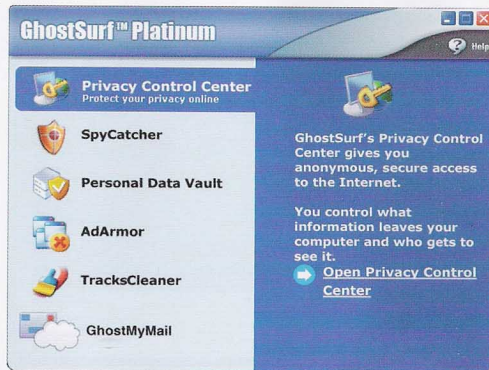 GhostSurf™ Platinum
Help
Privacy Control Center
Protect your privacy online
SpyCatcher
Personal Data Vault
AdArmor
TracksCleaner
GhostMyMail
GhostSurf's Privacy Control
Center gives you
anonymous, secure access
to the Internet.
You control what
information leaves your
computer and who gets to
see it.
Open Privacy Control
Center